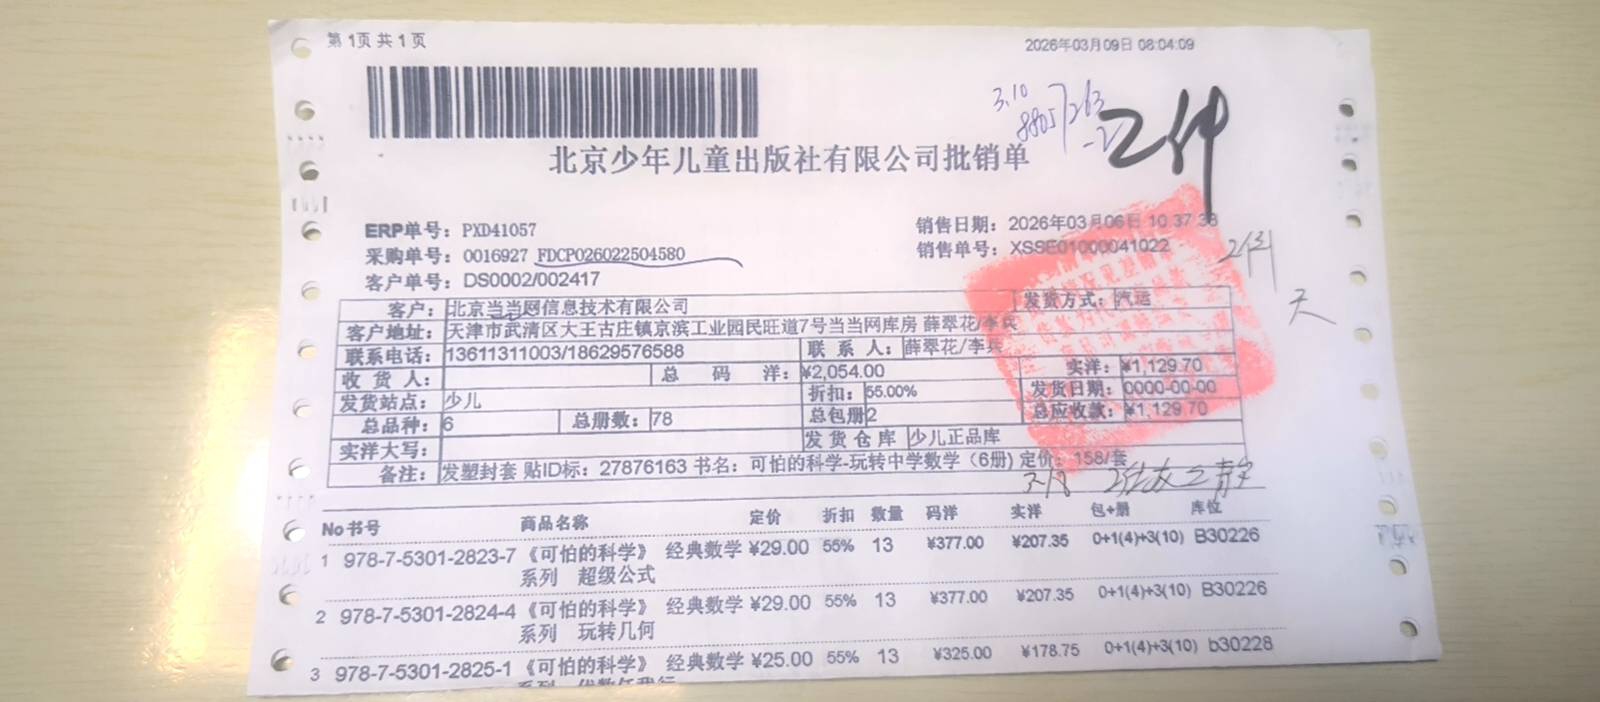 第 1页 共 1 页
2026年03月09日 08:04:09
3.10
8805/263
-2
2件
北京少年儿童出版社有限公司批销单
ERP单号: PXD41057
销售日期: 2026年03月06日 10:37:38
采购单号: 0016927 FDCP026022504580
销售单号: XSSE01000041022
客户单号: DS0002/002417
天
客户: 北京当当网信息技术有限公司 发货方式: 汽运
客户地址: 天津市武清区大王古庄镇京滨工业园民旺道7号当当网库房 薛翠花/李兵
联系电话: 13611311003/18629576588 联 系 人: 薛翠花/李兵
收 货 人: 总 码 洋: ¥2,054.00 实洋: ¥1,129.70
发货站点: 少儿 折扣: 55.00% 发货日期: 0000-00-00
总品种: 6 总册数: 78 总包册 2 总应收款: ¥1,129.70
实洋大写: 发 货 仓 库 少儿正品库
备注: 发塑封套 贴ID标: 27876163 书名: 可怕的科学-玩转中学数学 (6册) 定价: 158/套
No 书号 商品名称 定价 折扣 数量 码洋 实洋 包+册 库位
1 978-7-5301-2823-7 《可怕的科学》 经典数学 ¥29.00 55% 13 ¥377.00 ¥207.35 0+1(4)+3(10) B30226
系列 超级公式
2 978-7-5301-2824-4 《可怕的科学》 经典数学 ¥29.00 55% 13 ¥377.00 ¥207.35 0+1(4)+3(10) B30226
系列 玩转几何
3 978-7-5301-2825-1 《可怕的科学》 经典数学 ¥25.00 55% 13 ¥325.00 ¥178.75 0+1(4)+3(10) b30228